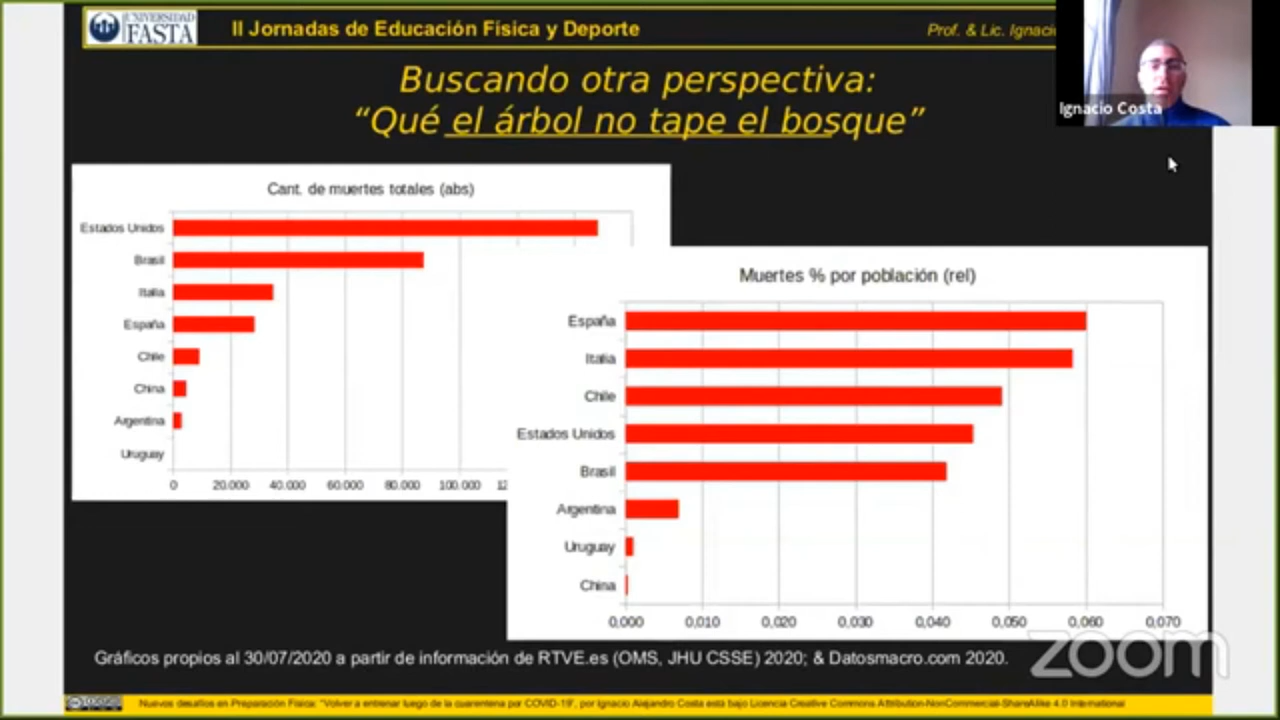 UNIVERSIDAD
FASTA
II Jornadas de Educación Física y Deporte
Prof. & Lic. Ignacio
Ignacio Costa
Buscando otra perspectiva:
“Qué el árbol no tape el bosque”
Cant. de muertes totales (abs)
Estados Unidos
Brasil
Italia
España
Chile
China
Argentina
Uruguay
0 20.000 40.000 60.000 80.000 100.000
Muertes % por población (rel)
España
Italia
Chile
Estados Unidos
Brasil
Argentina
Uruguay
China
0,000 0,010 0,020 0,030 0,040 0,050 0,060 0,070
Gráficos propios al 30/07/2020 a partir de información de RTVE.es (OMS, JHU CSSE) 2020; & Datosmacro.com 2020.
zoom
Nuevos desafíos en Preparación Física: “Volver a entrenar luego de la cuarentena por COVID-19”, por Ignacio Alejandro Costa está bajo Licencia Creative Commons Attribution-NonCommercial-ShareAlike 4.0 International